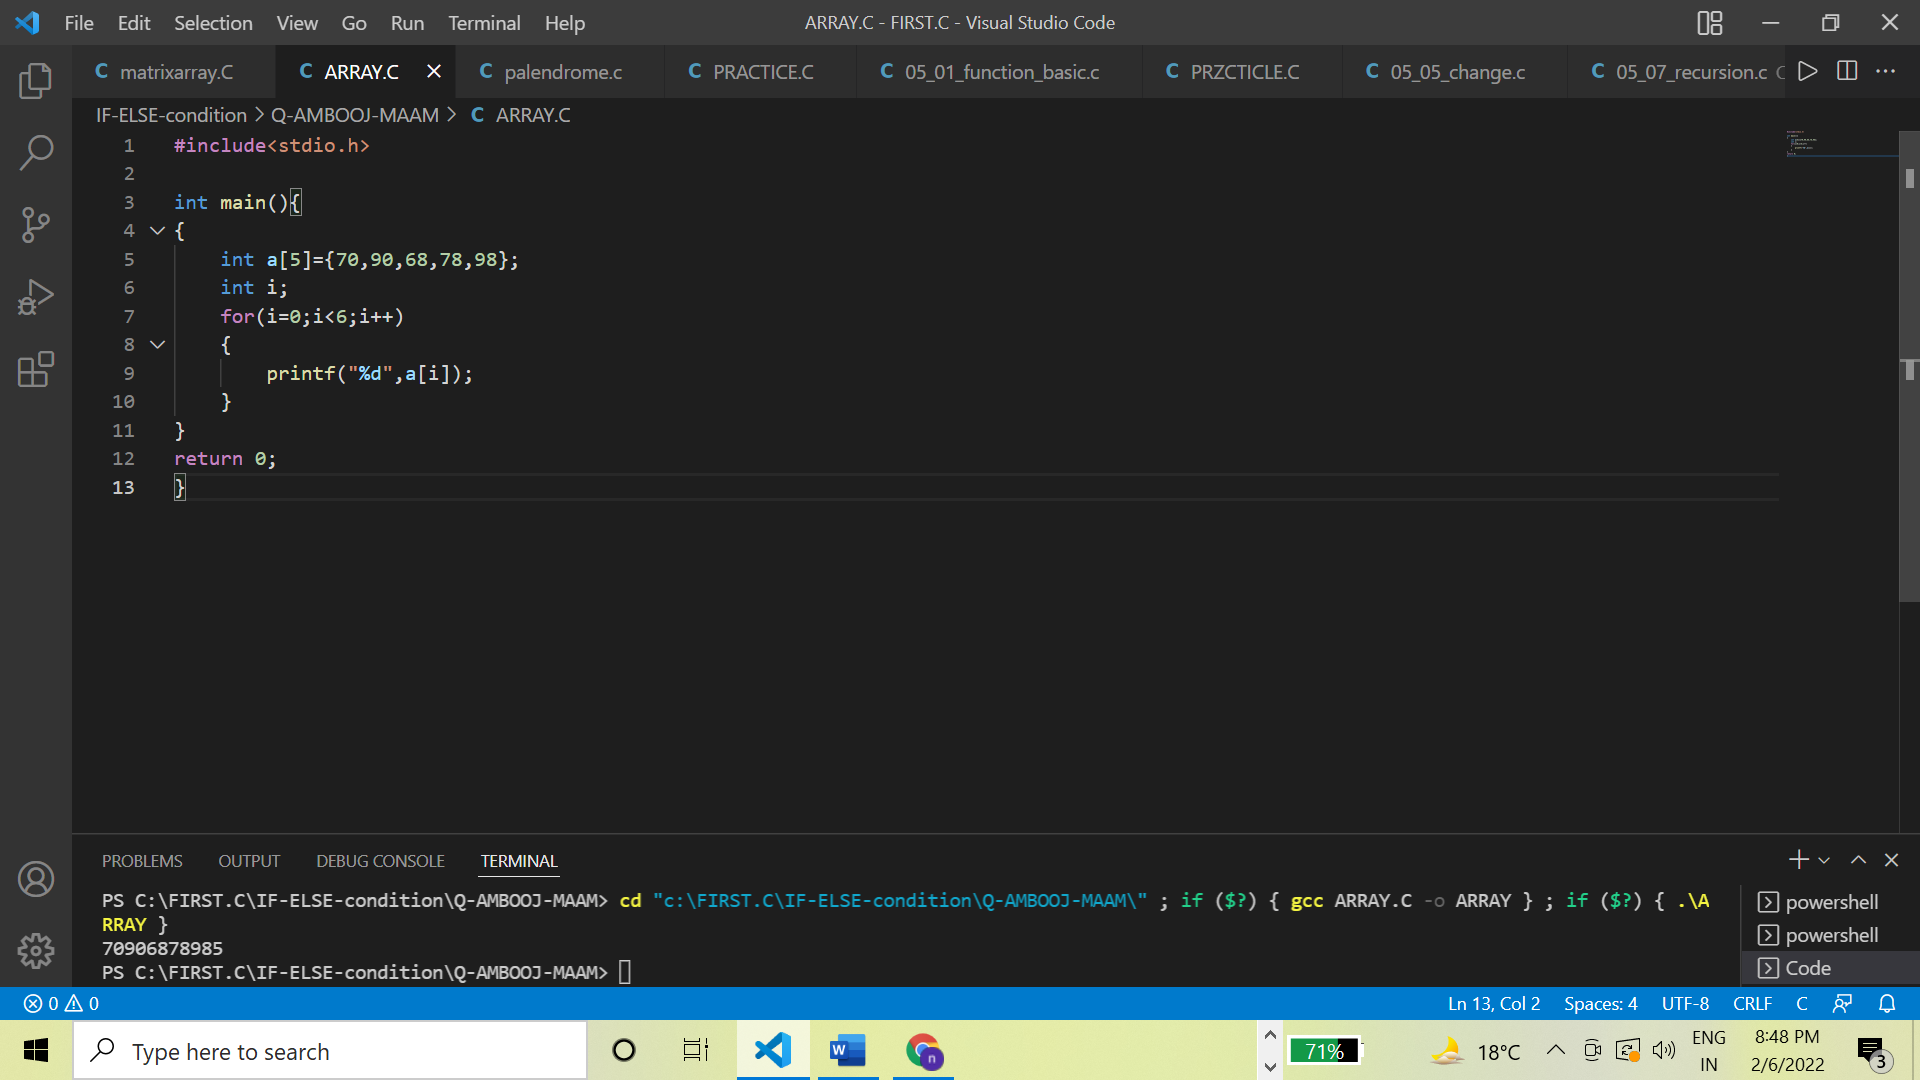 File Edit Selection View Go Run Terminal Help ARRAY.C - FIRST.C - Visual Studio Code
C matrixarray.C C ARRAY.C C palendrome.c C PRACTICE.C C 05_01_function_basic.c C PRZCTICLE.C C 05_05_change.c C 05_07_recursion.c
IF-ELSE-condition > Q-AMBOOJ-MAAM > C ARRAY.C
1 #include<stdio.h>
2
3 int main(){
4 {
5 int a[5]={70,90,68,78,98};
6 int i;
7 for(i=0;i<6;i++)
8 {
9 printf("%d",a[i]);
10 }
11 }
12 return 0;
13 }
PROBLEMS OUTPUT DEBUG CONSOLE TERMINAL
PS C:\FIRST.C\IF-ELSE-condition\Q-AMBOOJ-MAAM> cd "c:\FIRST.C\IF-ELSE-condition\Q-AMBOOJ-MAAM\" ; if ($?) { gcc ARRAY.C -o ARRAY } ; if ($?) { .\A
RRAY }
70906878985
PS C:\FIRST.C\IF-ELSE-condition\Q-AMBOOJ-MAAM>
powershell
powershell
Code
0 0 Ln 13, Col 2 Spaces: 4 UTF-8 CRLF C
Type here to search
W
n
71%
18°C
ENG
IN
8:48 PM
2/6/2022
3